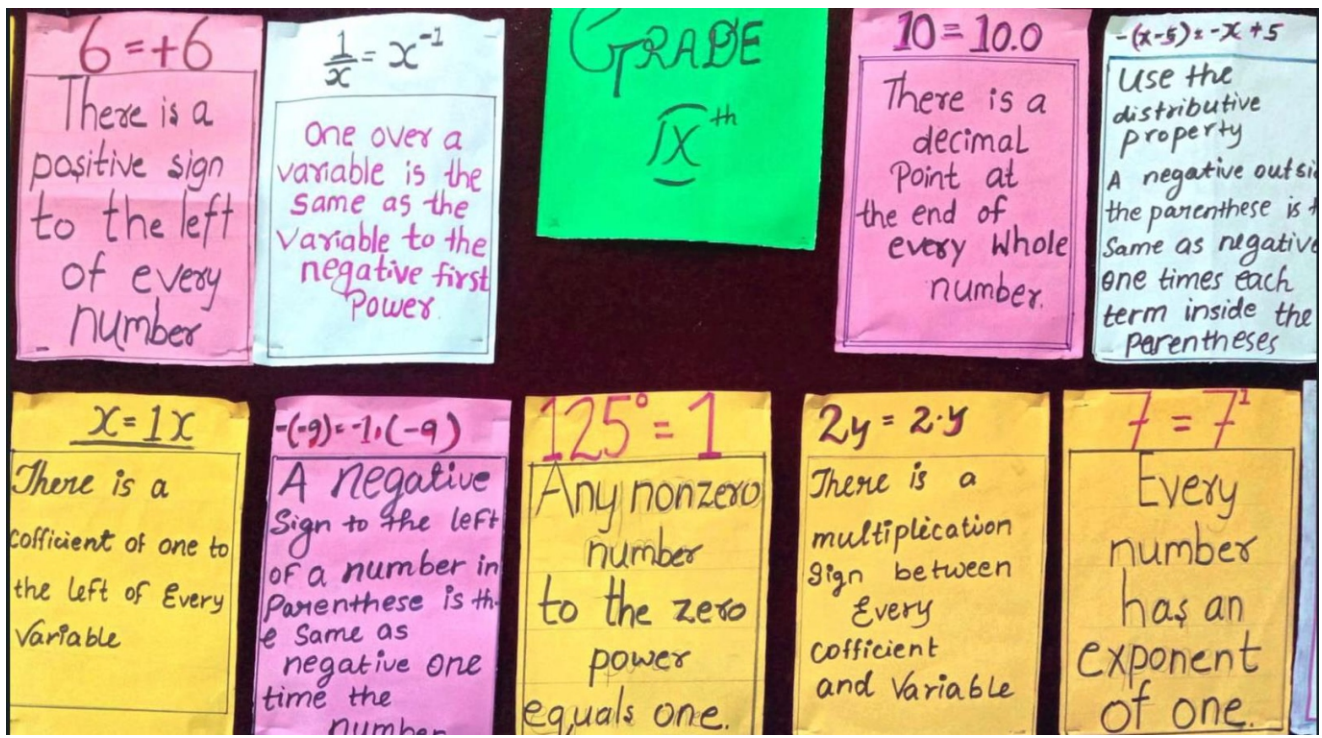 6 = +6
There is a
positive sign
to the left
of every
number
1/x = x⁻¹
One over a
variable is the
same as the
variable to the
negative first
Power
GRADE
IXth
10 = 10.0
There is a
decimal
Point at
the end of
every Whole
number.
-(x-5) = -x +5
Use the
distributive
property
A negative outsi
the parenthese is t
Same as negative
one times each
term inside the
Parentheses
x = 1x
There is a
cofficient of one to
the left of Every
Variable
-(-9) = -1.(-9)
A negative
Sign to the left
of a number in
Parenthese is th-
e Same as
negative one
time the
number
125⁰ = 1
Any nonzero
number
to the zero
power
equals one.
2y = 2·y
There is a
multiplication
Sign between
Every
cofficient
and Variable
7 = 7¹
Every
number
has an
exponent
of one.